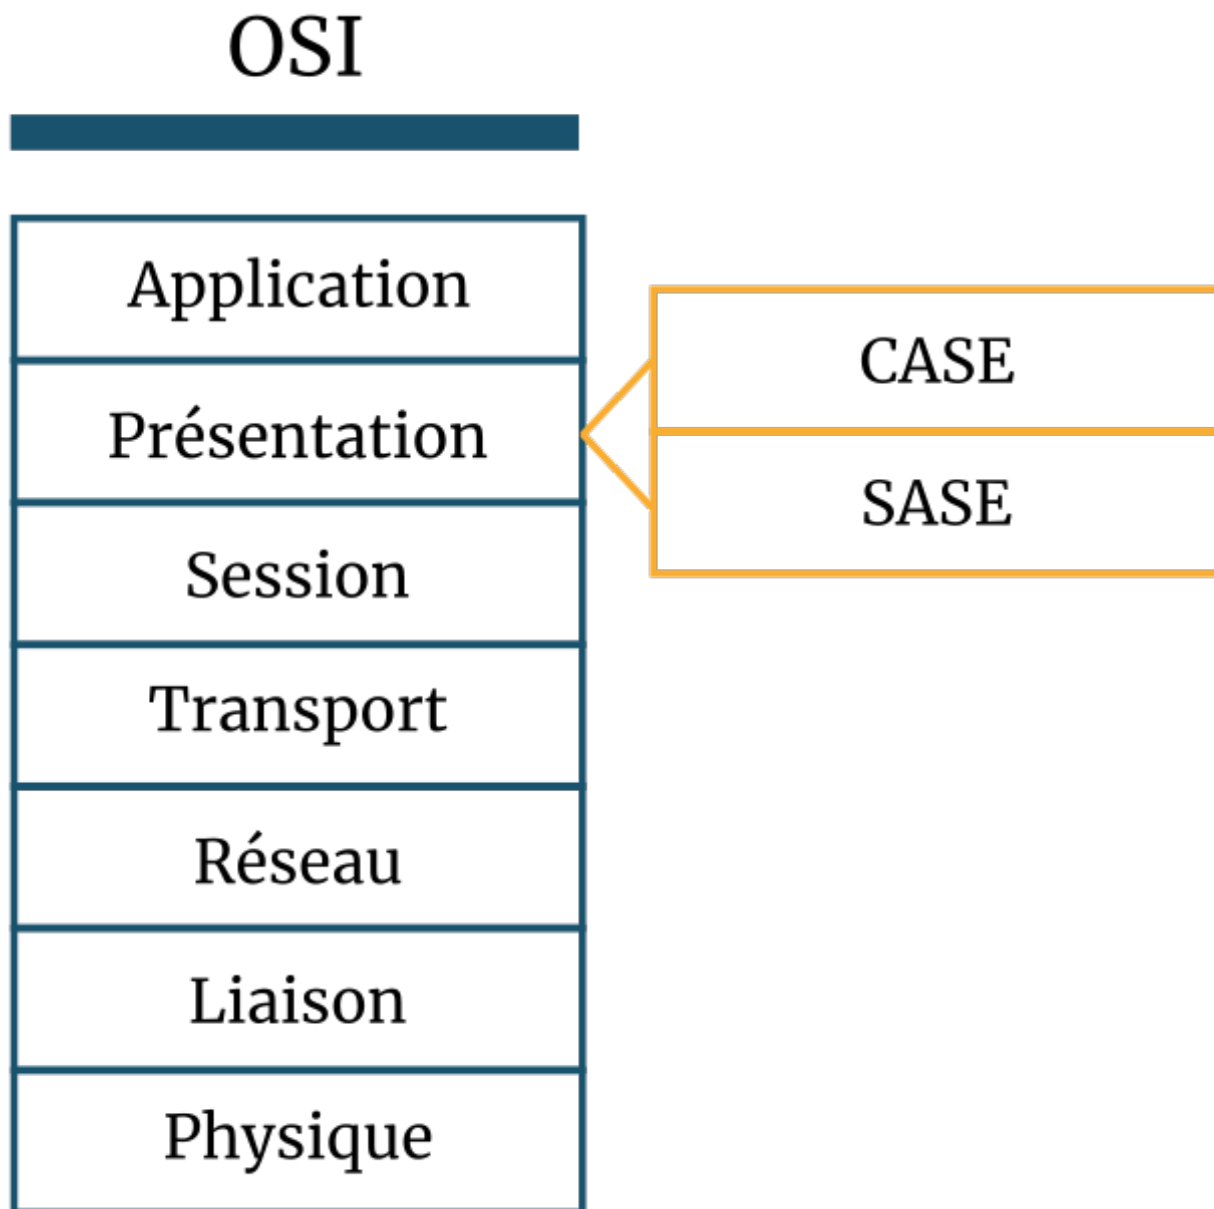 OSI
Application
Présentation
CASE
SASE
Session
Transport
Réseau
Liaison
Physique